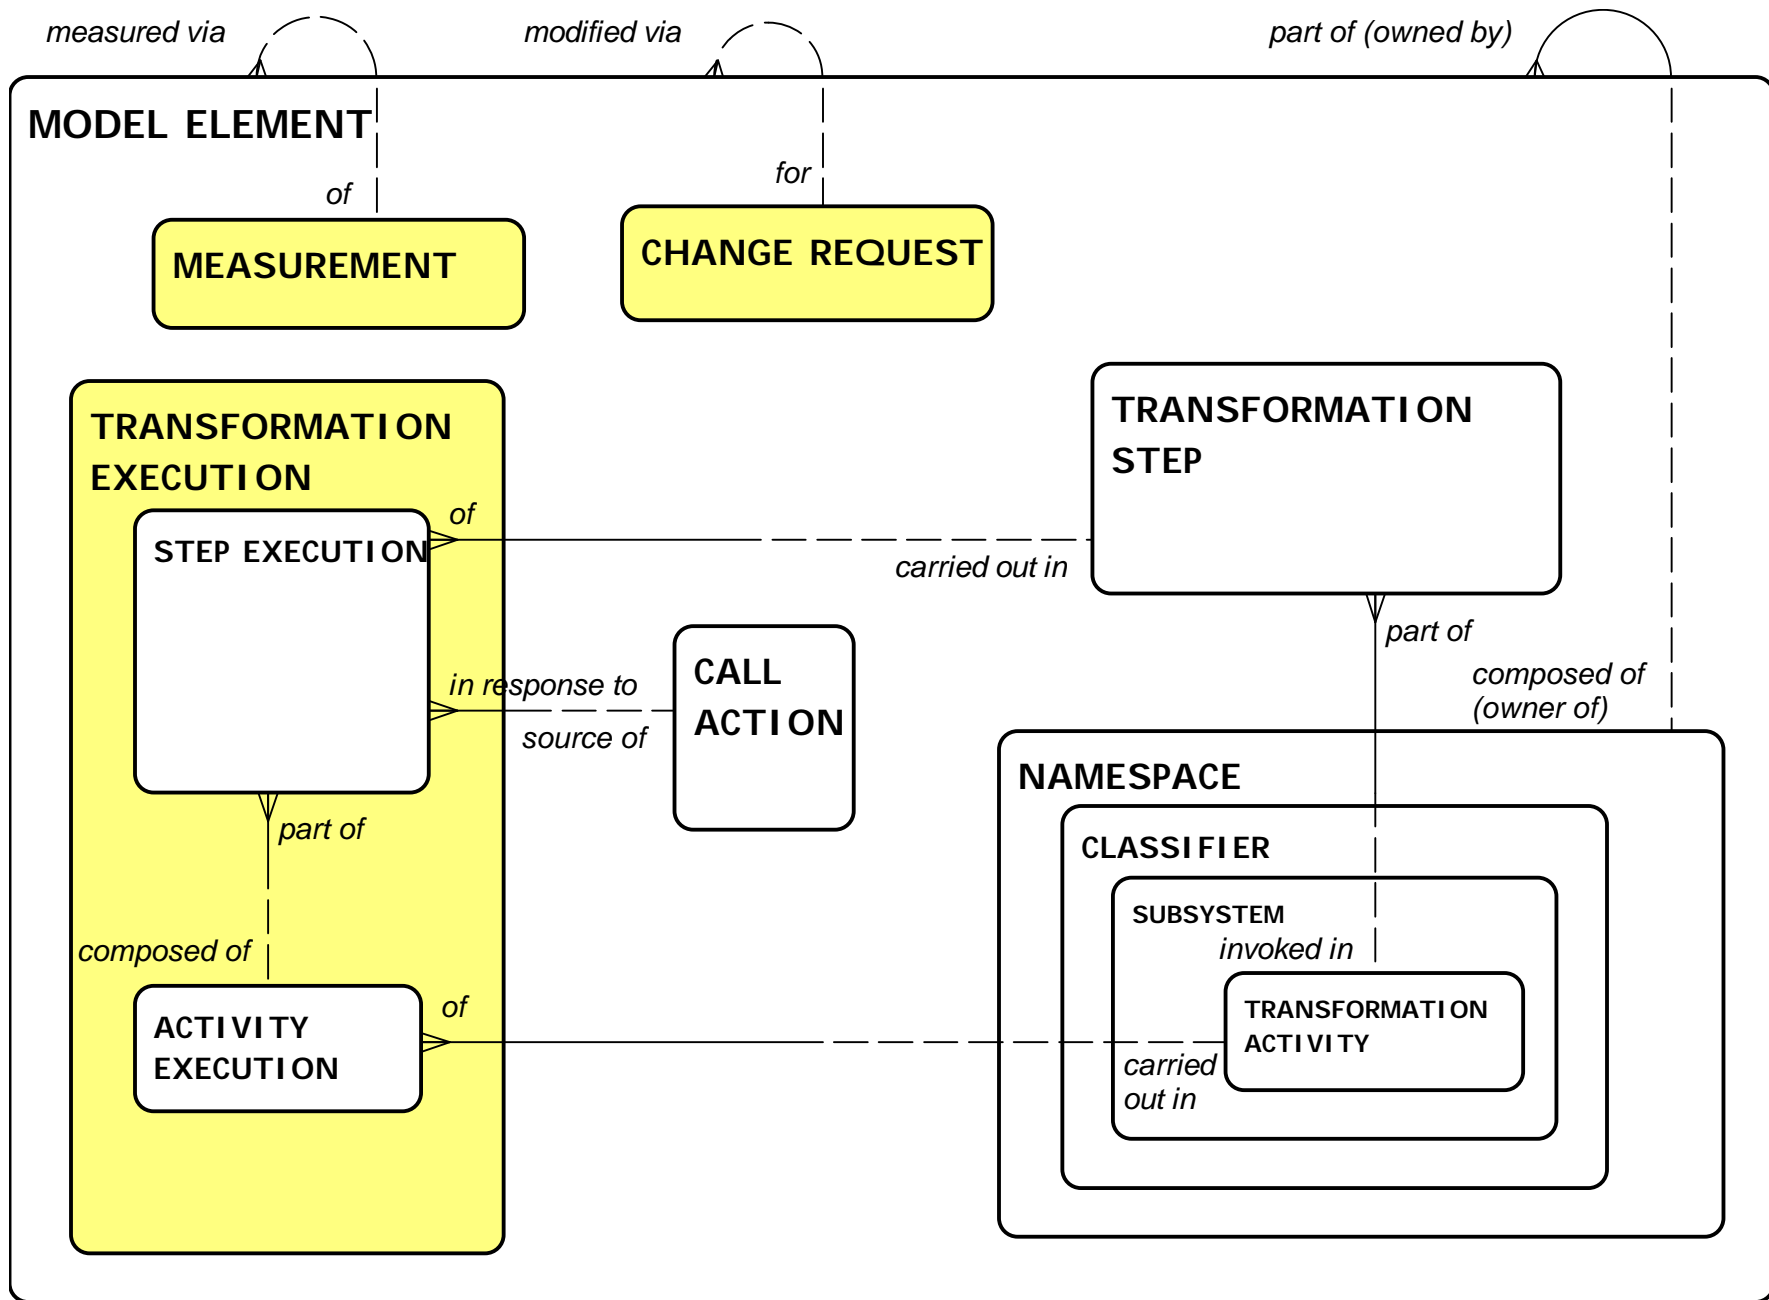 measured via
modified via
part of (owned by)
MODEL ELEMENT
of
for
MEASUREMENT
CHANGE REQUEST
TRANSFORMATION
EXECUTION
TRANSFORMATION
STEP
of
STEP EXECUTION
carried out in
part of
in response to
source of
CALL
ACTION
composed of
(owner of)
NAMESPACE
part of
CLASSIFIER
SUBSYSTEM
invoked in
composed of
of
ACTIVITY
EXECUTION
TRANSFORMATION
ACTIVITY
carried
out in